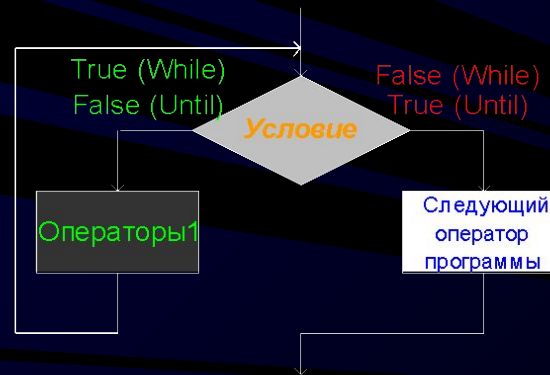 True (While)
False (Until)
False (While)
True (Until)
Условие
Операторы1
Следующий
оператор
программы